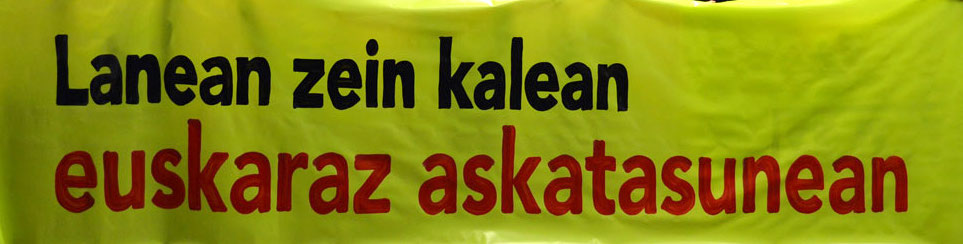 Lanean zein kalean
euskaraz askatasunean